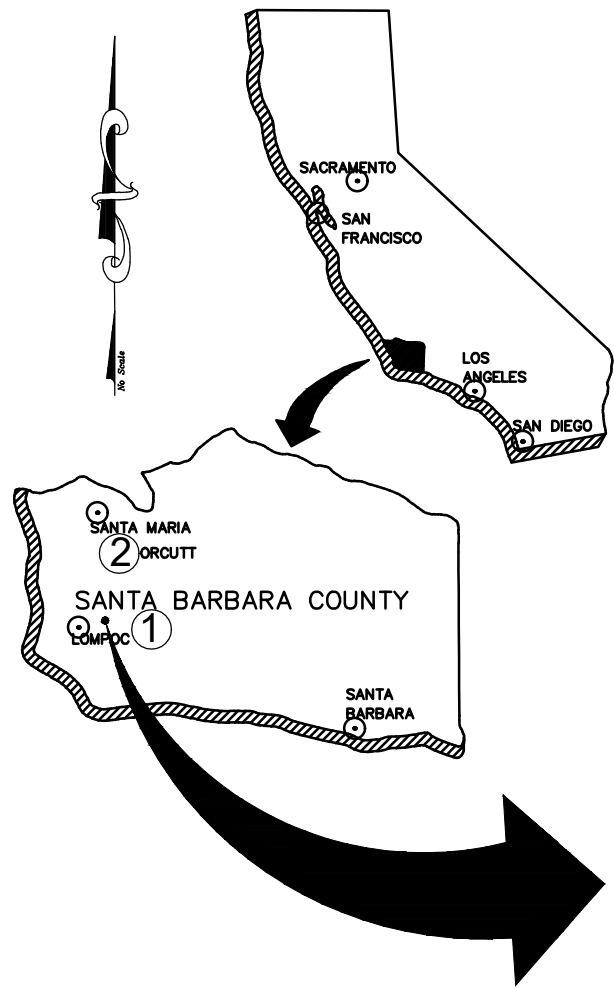 SACRAMENTO
SAN
FRANCISCO
No Scale
LOS
ANGELES
SAN DIEGO
SANTA MARIA
2 ORCUTT
SANTA BARBARA COUNTY
LOMPOC 1
SANTA
BARBARA